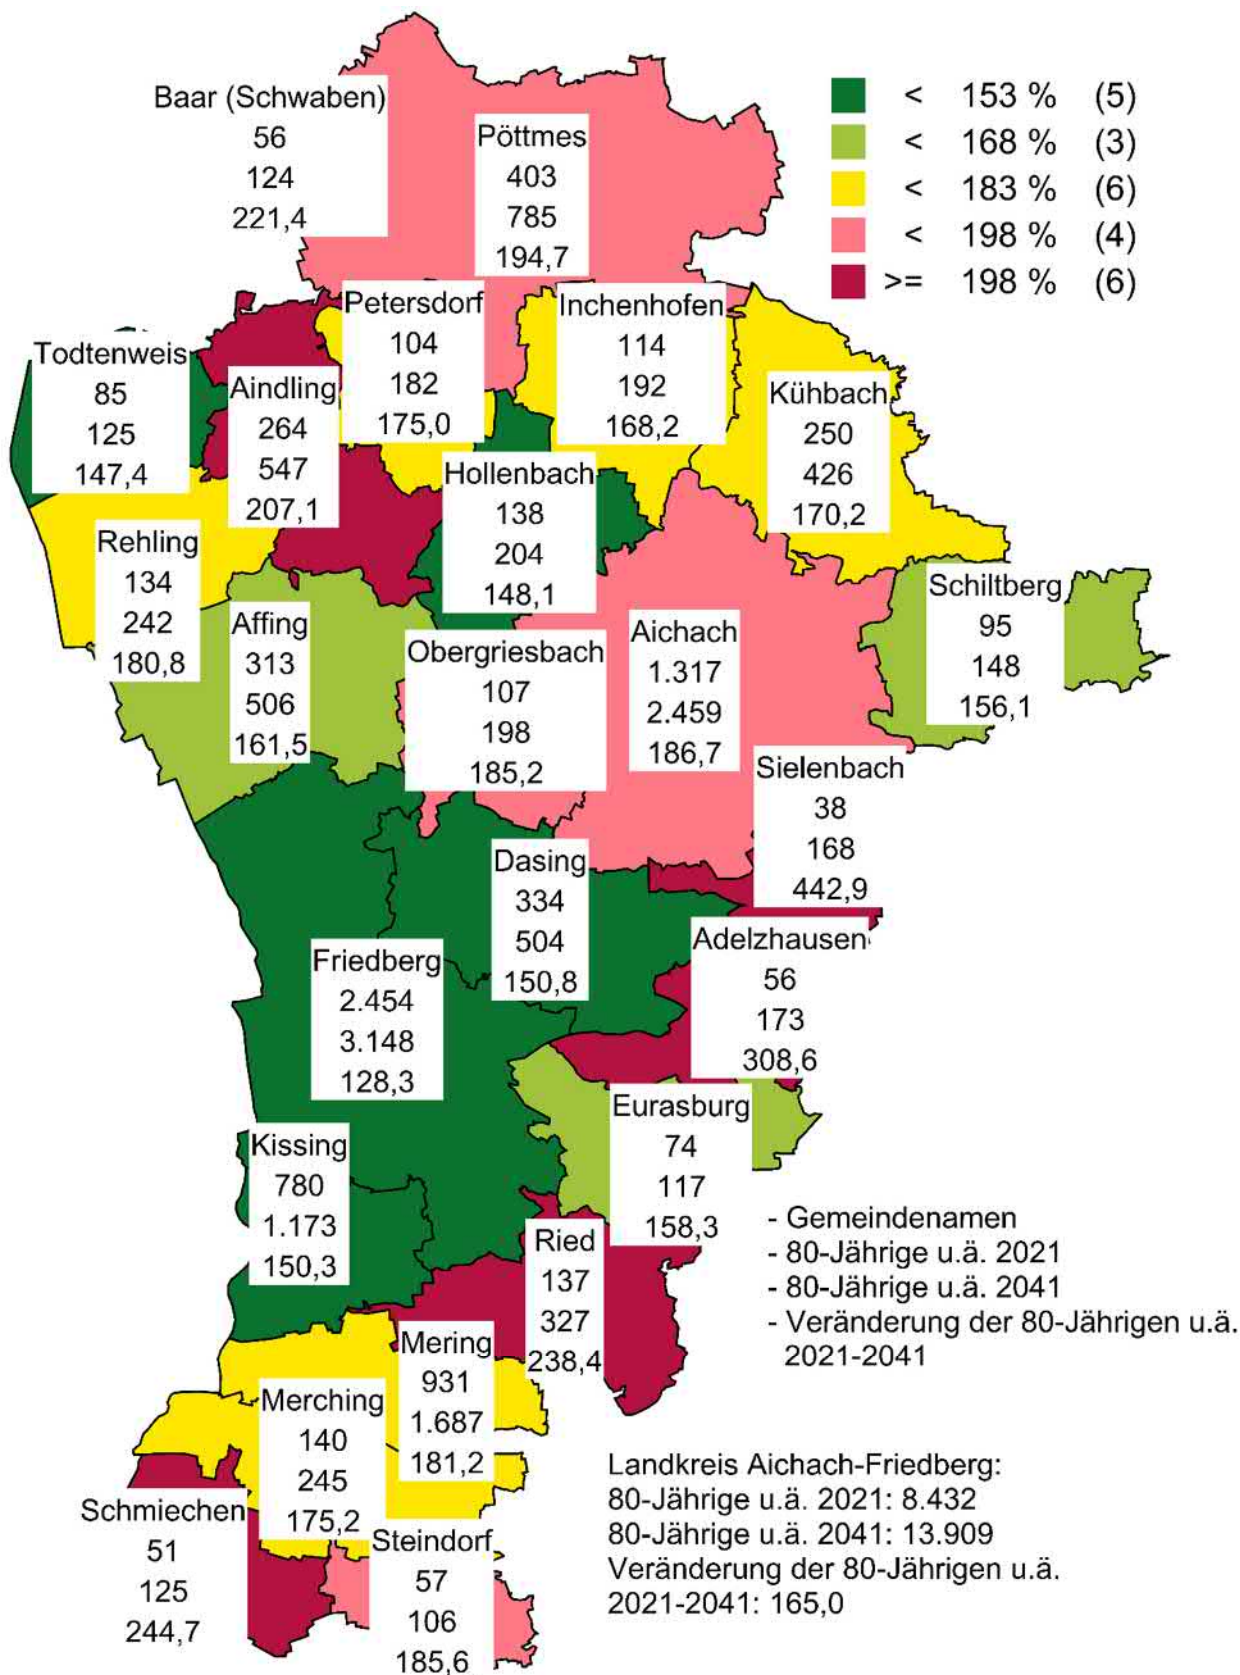 Baar (Schwaben)
56
124
221,4
Pöttmes
403
785
194,7
< 153 % (5)
< 168 % (3)
< 183 % (6)
< 198 % (4)
>= 198 % (6)
Petersdorf
104
182
175,0
Inchenhofen
114
192
168,2
Todtenweis
85
125
147,4
Aindling
264
547
207,1
Kühbach
250
426
170,2
Hollenbach
138
204
148,1
Rehling
134
242
180,8
Affing
313
506
161,5
Obergriesbach
107
198
185,2
Aichach
1.317
2.459
186,7
Schiltberg
95
148
156,1
Sielenbach
38
168
442,9
Dasing
334
504
150,8
Adelzhausen
56
173
308,6
Friedberg
2.454
3.148
128,3
Eurasburg
74
117
158,3
Kissing
780
1.173
150,3
Ried
137
327
238,4
- Gemeindenamen
- 80-Jährige u.ä. 2021
- 80-Jährige u.ä. 2041
- Veränderung der 80-Jährigen u.ä.
2021-2041
Mering
931
1.687
181,2
Merching
140
245
175,2
Schmiechen
51
125
244,7
Steindorf
57
106
185,6
Landkreis Aichach-Friedberg:
80-Jährige u.ä. 2021: 8.432
80-Jährige u.ä. 2041: 13.909
Veränderung der 80-Jährigen u.ä.
2021-2041: 165,0